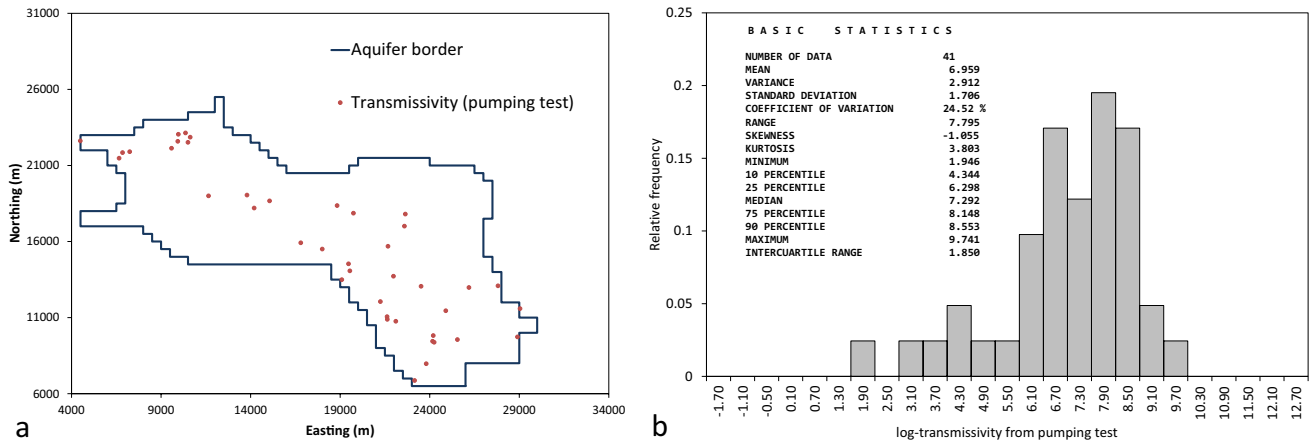 31000
26000
21000
16000
11000
6000
Northing (m)
Aquifer border
Transmissivity (pumping test)
4000 9000 14000 19000 24000 29000 34000
Easting (m)
a
0.25
0.2
0.15
0.1
0.05
0
Relative frequency
BASIC STATISTICS
NUMBER OF DATA 41
MEAN 6.959
VARIANCE 2.912
STANDARD DEVIATION 1.706
COEFFICIENT OF VARIATION 24.52 %
RANGE 7.795
SKEWNESS -1.055
KURTOSIS 3.803
MINIMUM 1.946
10 PERCENTILE 4.344
25 PERCENTILE 6.298
MEDIAN 7.292
75 PERCENTILE 8.148
90 PERCENTILE 8.553
MAXIMUM 9.741
INTERCUARTILE RANGE 1.850
-1.70 -1.10 -0.50 0.10 0.70 1.90 2.50 3.10 3.70 4.30 4.90 5.50 6.10 6.70 7.30 7.90 8.50 9.10 9.70 10.30 10.90 11.50 12.10 12.70
log-transmissivity from pumping test
b